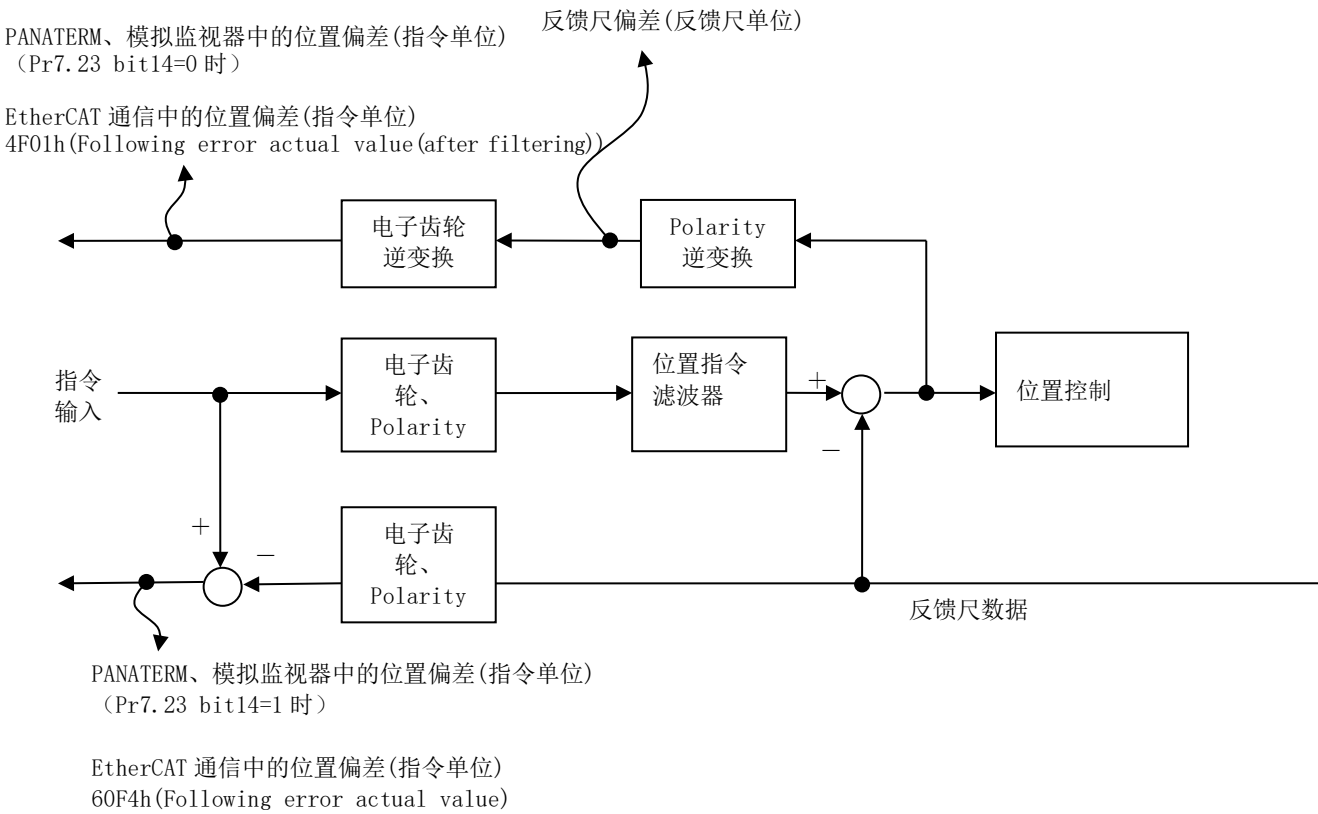 反馈尺偏差(反馈尺单位)
PANATERM、模拟监视器中的位置偏差(指令单位)
（Pr7.23 bit14=0 时）
EtherCAT 通信中的位置偏差(指令单位)
4F01h(Following error actual value(after filtering))
电子齿轮
逆变换
Polarity
逆变换
指令
输入
电子齿
轮、
Polarity
位置指令
滤波器
＋
－
位置控制
＋
－
电子齿
轮、
Polarity
反馈尺数据
PANATERM、模拟监视器中的位置偏差(指令单位)
（Pr7.23 bit14=1 时）
EtherCAT 通信中的位置偏差(指令单位)
60F4h(Following error actual value)